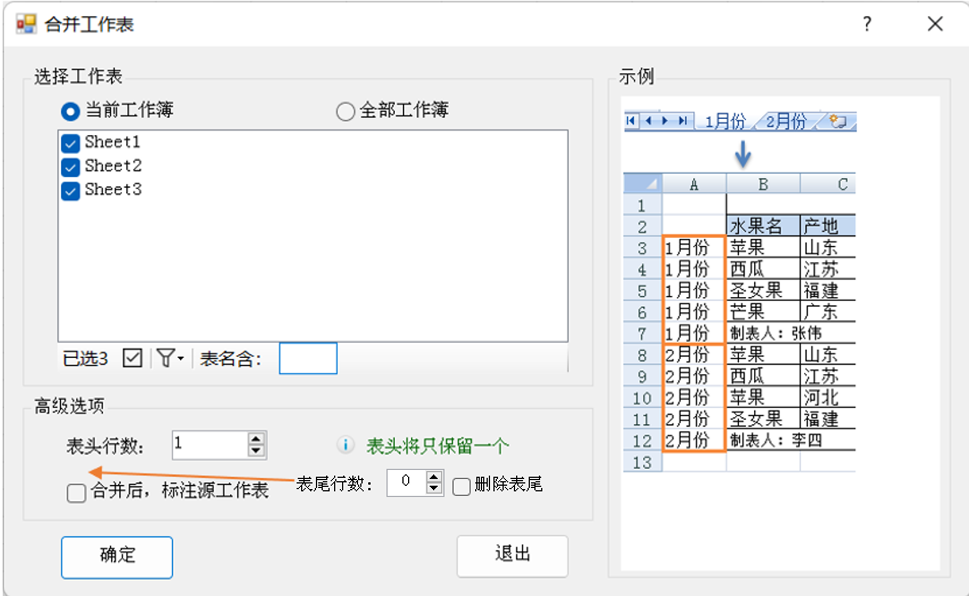 合并工作表 ?
选择工作表
当前工作簿 全部工作簿
Sheet1
Sheet2
Sheet3
已选3 表名含:
高级选项
表头行数: 1 表头将只保留一个
表尾行数: 0 删除表尾
合并后, 标注源工作表
确定 退出
示例
1月份 2月份
A B C
1
2 水果名 产地
3 1月份 苹果 山东
4 1月份 西瓜 江苏
5 1月份 圣女果 福建
6 1月份 芒果 广东
7 1月份 制表人: 张伟
8 2月份 苹果 山东
9 2月份 西瓜 江苏
10 2月份 苹果 河北
11 2月份 圣女果 福建
12 2月份 制表人: 李四
13